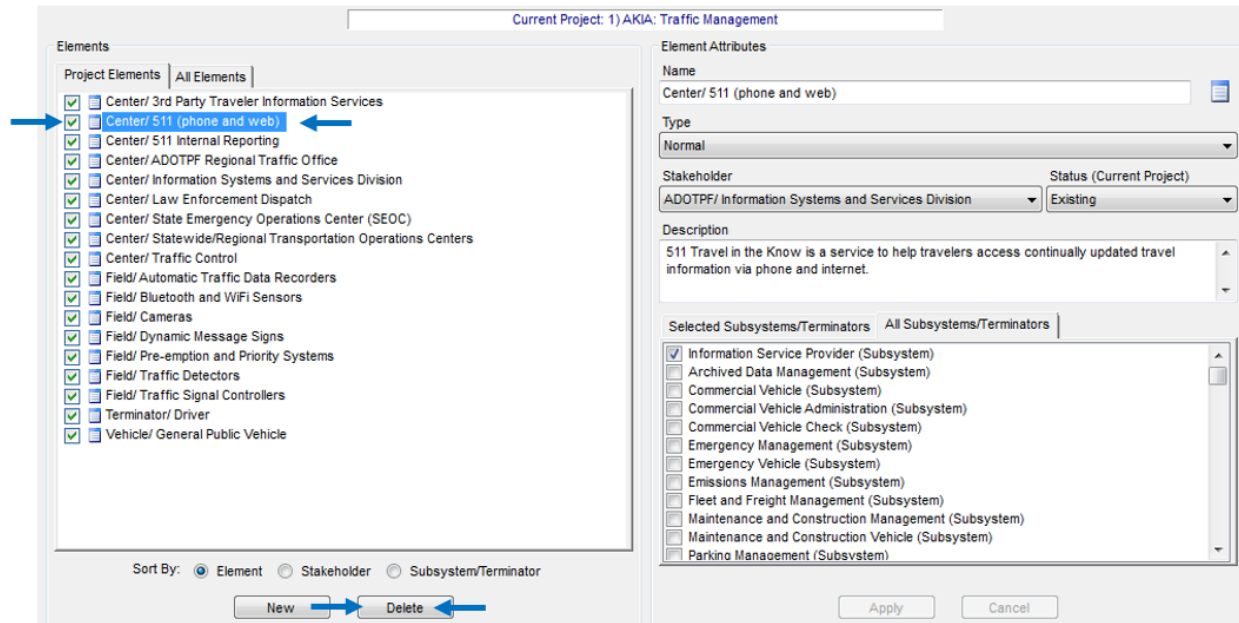 Current Project: 1) AKIA: Traffic Management
Elements
Project Elements
All Elements
Center/ 3rd Party Traveler Information Services
Center/ 511 (phone and web)
Center/ 511 Internal Reporting
Center/ ADOTPF Regional Traffic Office
Center/ Information Systems and Services Division
Center/ Law Enforcement Dispatch
Center/ State Emergency Operations Center (SEOC)
Center/ Statewide/Regional Transportation Operations Centers
Center/ Traffic Control
Field/ Automatic Traffic Data Recorders
Field/ Bluetooth and WiFi Sensors
Field/ Cameras
Field/ Dynamic Message Signs
Field/ Pre-emption and Priority Systems
Field/ Traffic Detectors
Field/ Traffic Signal Controllers
Terminator/ Driver
Vehicle/ General Public Vehicle
Sort By: Element Stakeholder Subsystem/Terminator
New Delete
Element Attributes
Name
Center/ 511 (phone and web)
Type
Normal
Stakeholder Status (Current Project)
ADOTPF/ Information Systems and Services Division Existing
Description
511 Travel in the Know is a service to help travelers access continually updated travel
information via phone and internet.
Selected Subsystems/Terminators All Subsystems/Terminators
Information Service Provider (Subsystem)
Archived Data Management (Subsystem)
Commercial Vehicle (Subsystem)
Commercial Vehicle Administration (Subsystem)
Commercial Vehicle Check (Subsystem)
Emergency Management (Subsystem)
Emergency Vehicle (Subsystem)
Emissions Management (Subsystem)
Fleet and Freight Management (Subsystem)
Maintenance and Construction Management (Subsystem)
Maintenance and Construction Vehicle (Subsystem)
Parking Management (Subsystem)
Apply Cancel